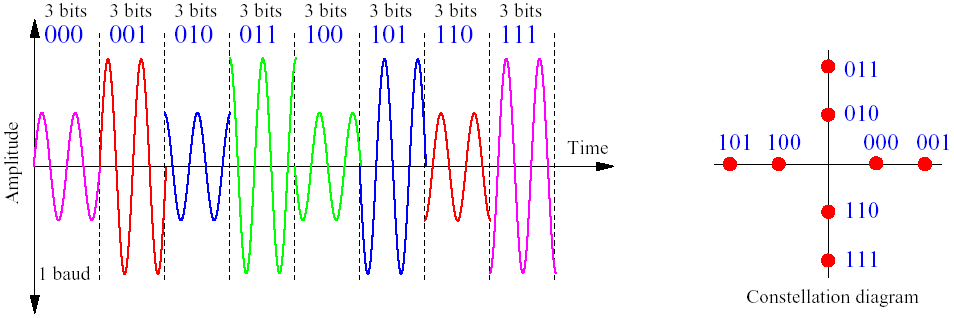 3 bits 3 bits 3 bits 3 bits 3 bits 3 bits 3 bits 3 bits
000 001 010 011 100 101 110 111
Amplitude
Time
1 baud
011
010
101 100 000 001
110
111
Constellation diagram